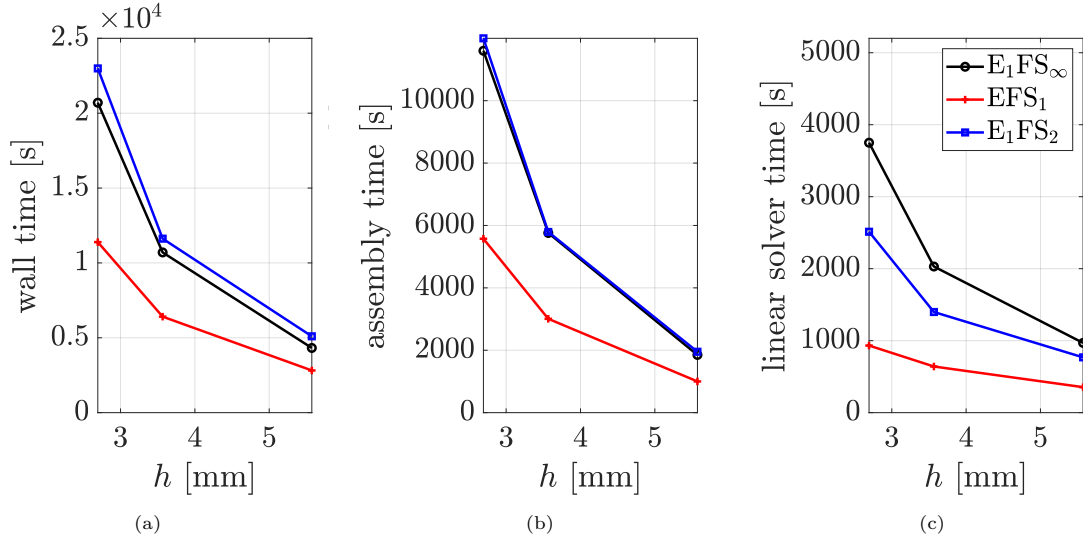 ×10⁴
2.5
2
1.5
1
0.5
0
3 4 5
wall time [s]
h [mm]
(a)
10000
8000
6000
4000
2000
0
3 4 5
assembly time [s]
h [mm]
(b)
5000
4000
3000
2000
1000
0
3 4 5
linear solver time [s]
h [mm]
E₁FS∞
EFS₁
E₁FS₂
(c)